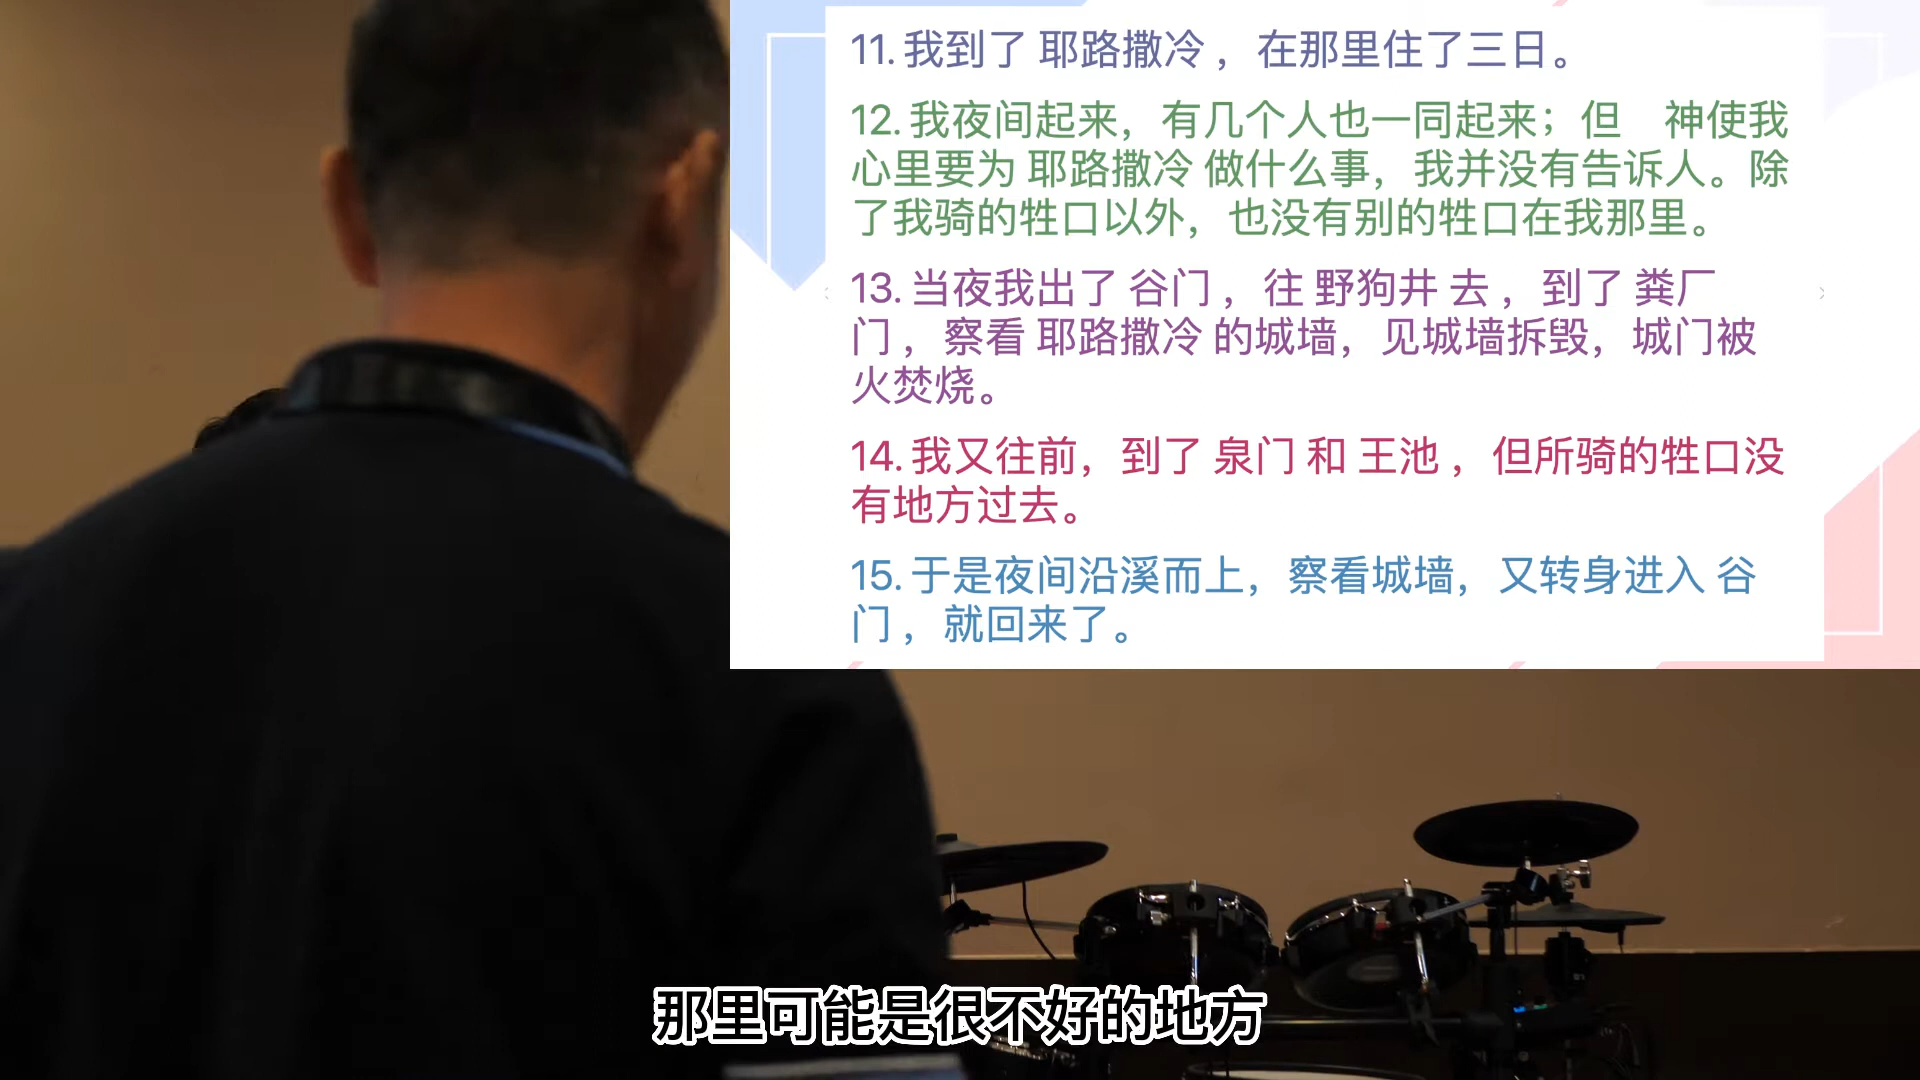 11. 我到了 耶路撒冷 ，在那里住了三日。
12. 我夜间起来，有几个人也一同起来；但　神使我
心里要为 耶路撒冷 做什么事，我并没有告诉人。除
了我骑的牲口以外，也没有别的牲口在我那里。
13. 当夜我出了 谷门 ，往 野狗井 去 ，到了 粪厂
门 ，察看 耶路撒冷 的城墙，见城墙拆毁，城门被
火焚烧。
14. 我又往前，到了 泉门 和 王池 ，但所骑的牲口没
有地方过去。
15. 于是夜间沿溪而上，察看城墙，又转身进入 谷
门 ，就回来了。
那里可能是很不好的地方